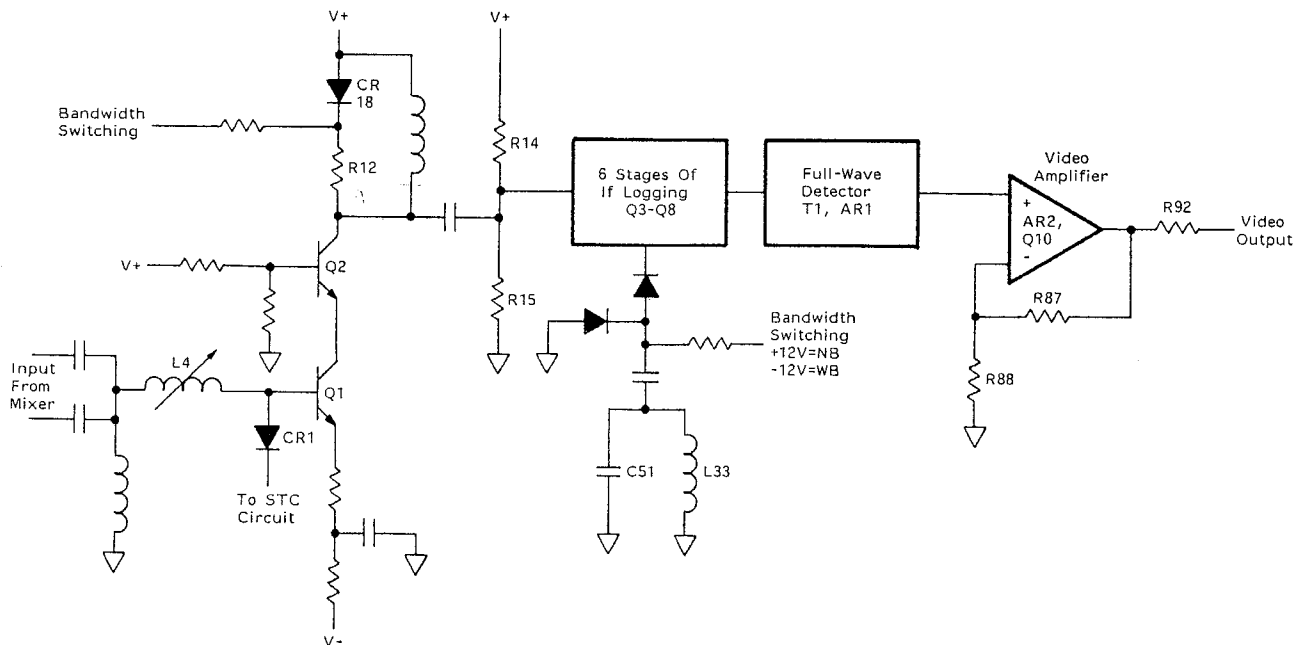 V+
V+
CR
18
Bandwidth
Switching
R12
R14
6 Stages Of
If Logging
Q3-Q8
Full-Wave
Detector
T1, AR1
Video
Amplifier
+
AR2,
Q10
-
R92
Video
Output
V+
Q2
R15
R87
Bandwidth
Switching
+12V=NB
-12V=WB
R88
Input
From
Mixer
L4
Q1
CR1
To STC
Circuit
C51
L33
V-